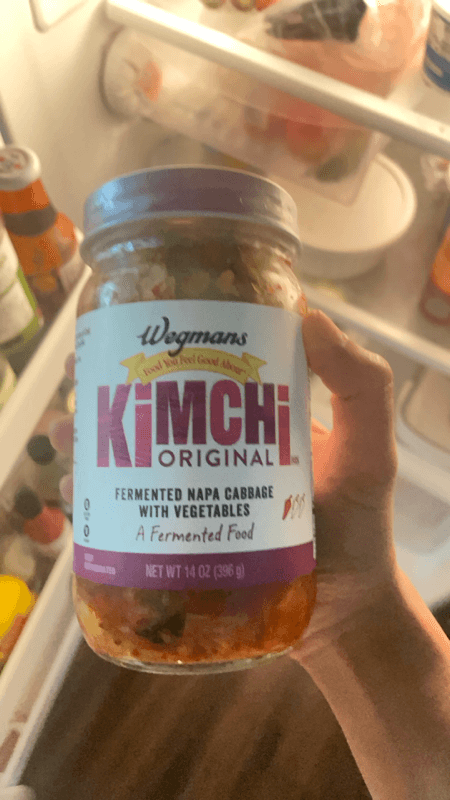 Wegmans
Food You Feel Good About
KiMCHi
ORIGINAL
FERMENTED NAPA CABBAGE
WITH VEGETABLES
A Fermented Food
NET WT 14 OZ (396 g)